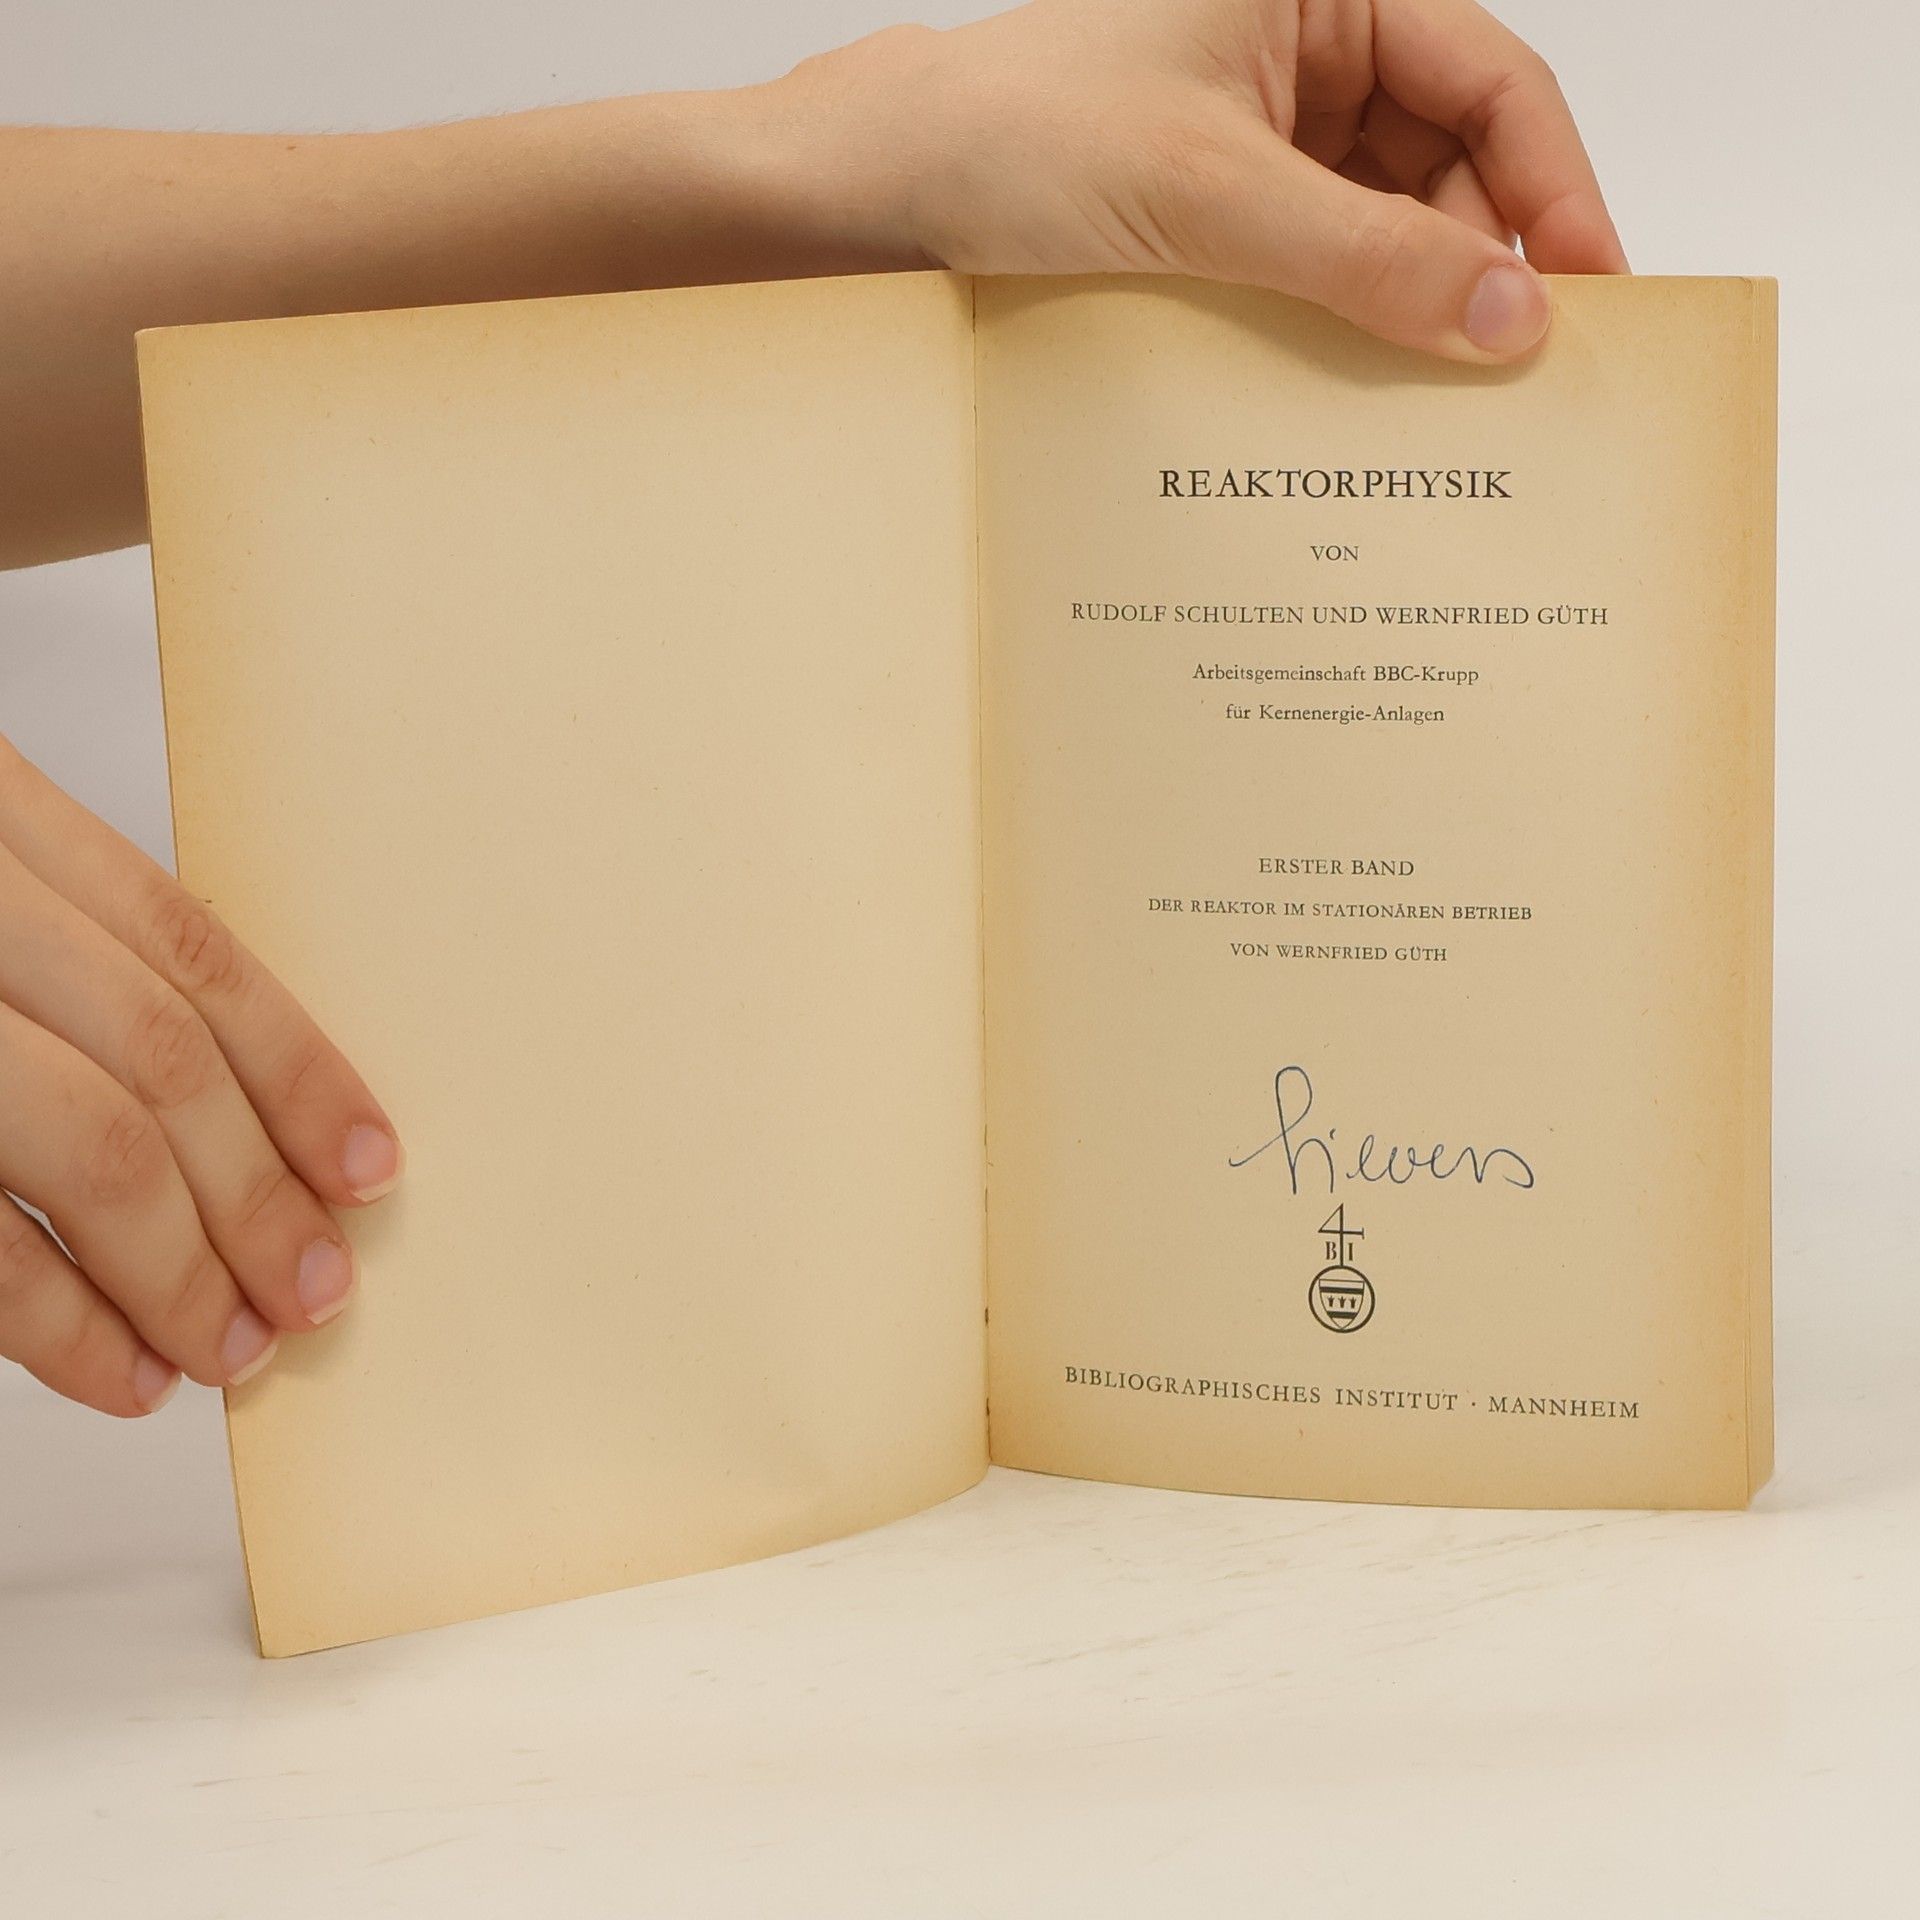 REAKTORPHYSIK
VON
RUDOLF SCHULTEN UND WERNFRIED GÜTH
Arbeitsgemeinschaft BBC-Krupp
für Kernenergie-Anlagen
ERSTER BAND
DER REAKTOR IM STATIONÄREN BETRIEB
VON WERNFRIED GÜTH
B I
BIBLIOGRAPHISCHES INSTITUT · MANNHEIM